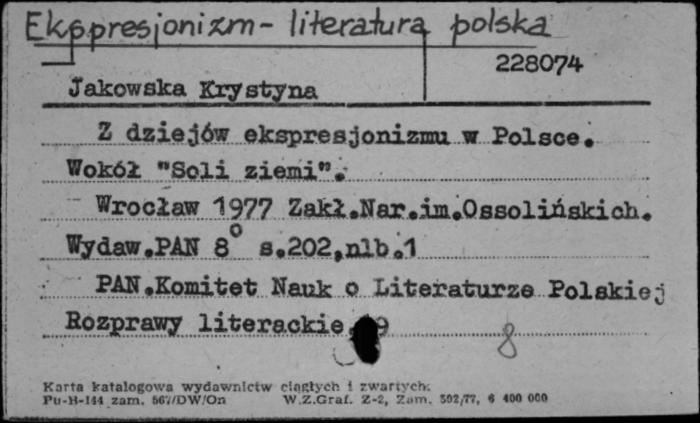 Ekspresjonizm - literatura polska
228074
Jakowska Krystyna
Z dziejów ekspresjonizmu w Polsce.
Wokół "Soli ziemi".
Wrocław 1977 Zakł.Nar.im.Ossolińskich.
Wydaw.PAN 8° s.202,nlb.1
PAN.Komitet Nauk o Literaturze Polskiej
Rozprawy literackie, 9
8
Karta katalogowa wydawnictw ciągłych i zwartych.
Pu-H-144 zam. 567/DW/On W.Z.Graf. Z-2, Zam. 592/77, 6 400 000